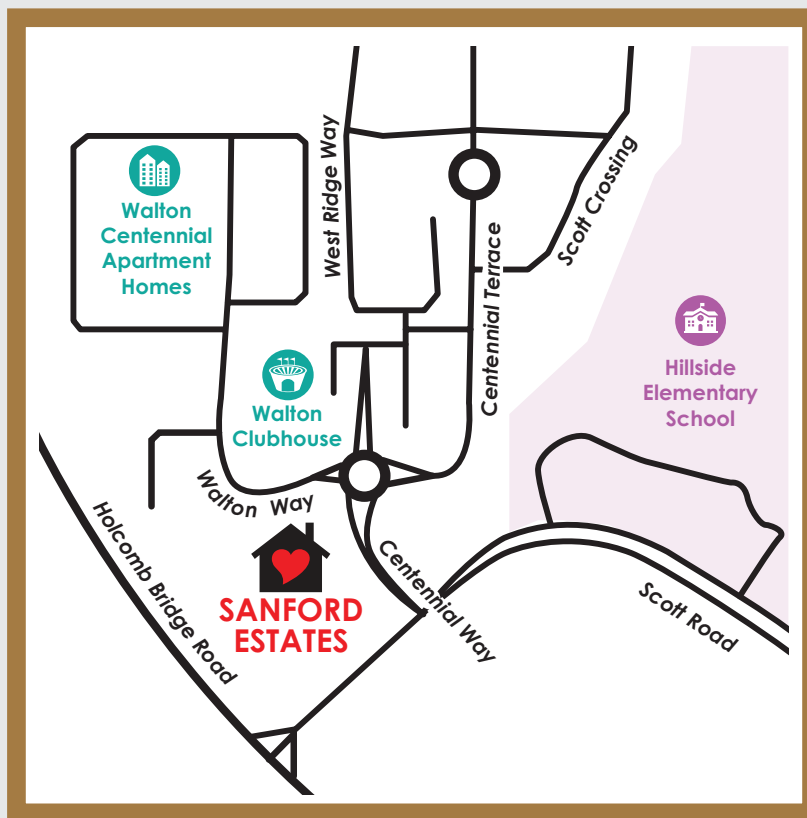 West Ridge Way
Scott Crossing
Walton
Centennial
Apartment
Homes
Centennial Terrace
Hillside
Elementary
School
Walton
Clubhouse
Walton Way
Holcomb Bridge Road
SANFORD
ESTATES
Centennial Way
Scott Road